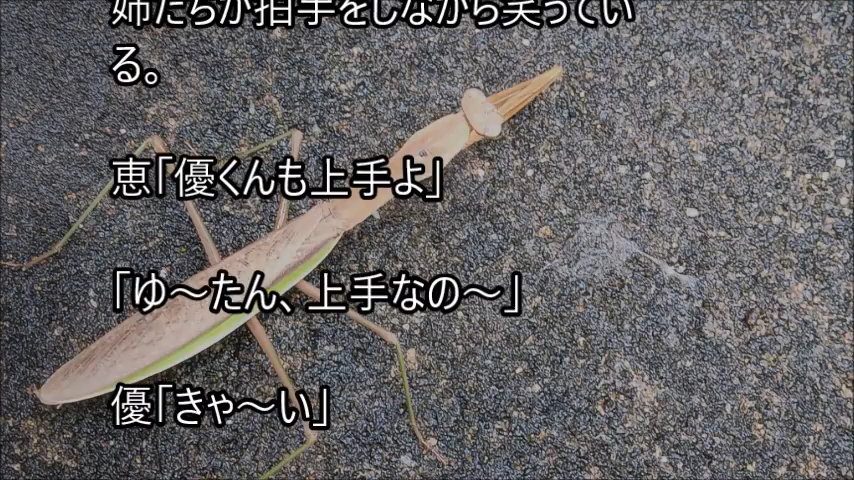 姉たちが拍手をしながら笑ってい
る。
恵「優くんも上手よ」
「ゆ～たん、上手なの～」
優「きゃ～い」